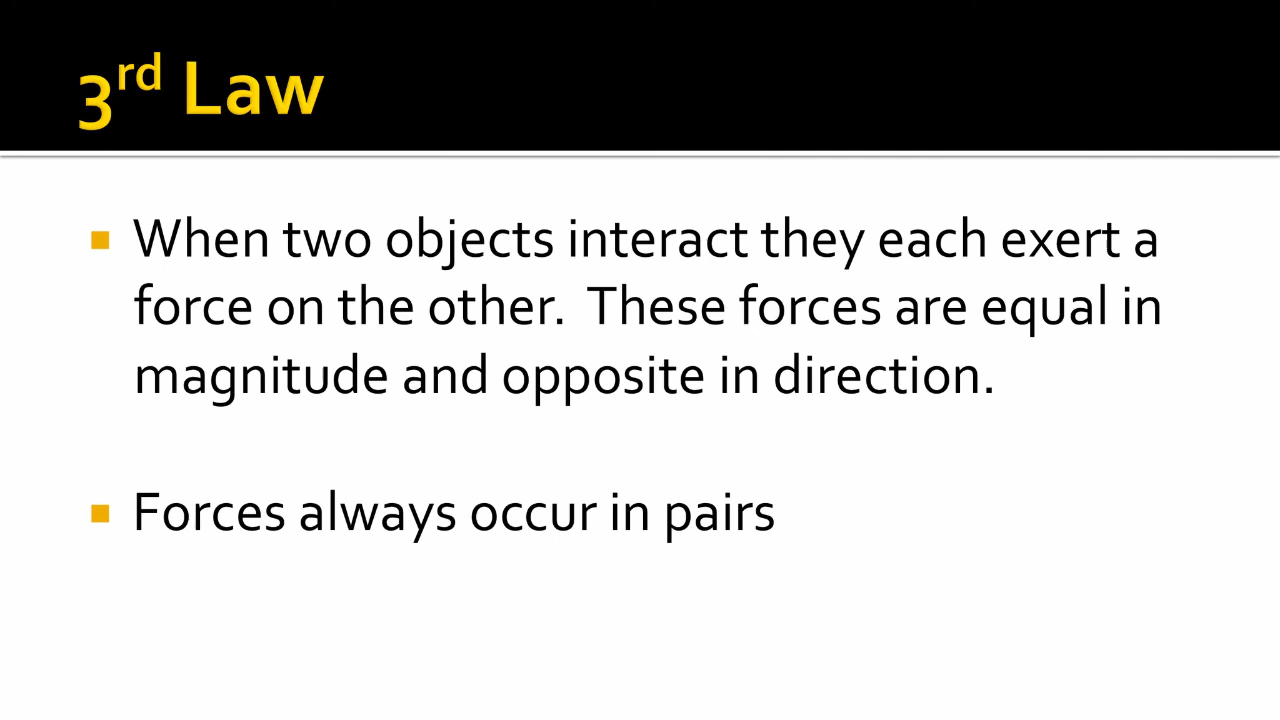 3rd Law
When two objects interact they each exert a
force on the other.  These forces are equal in
magnitude and opposite in direction.
Forces always occur in pairs